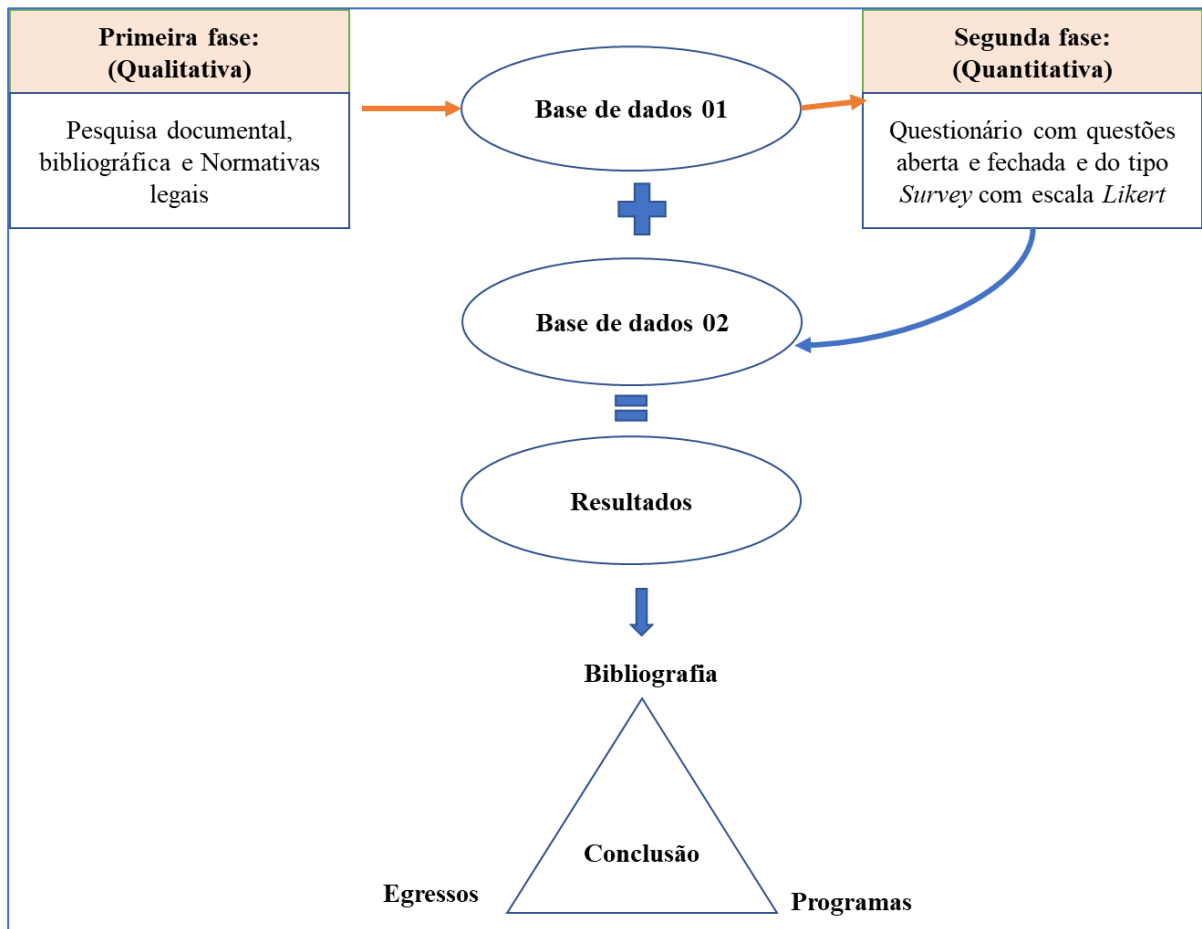 Primeira fase:
(Qualitativa)
Pesquisa documental,
bibliográfica e Normativas
legais
Base de dados 01
Segunda fase:
(Quantitativa)
Questionário com questões
aberta e fechada e do tipo
Survey com escala Likert
Base de dados 02
Resultados
Bibliografia
Conclusão
Egressos
Programas